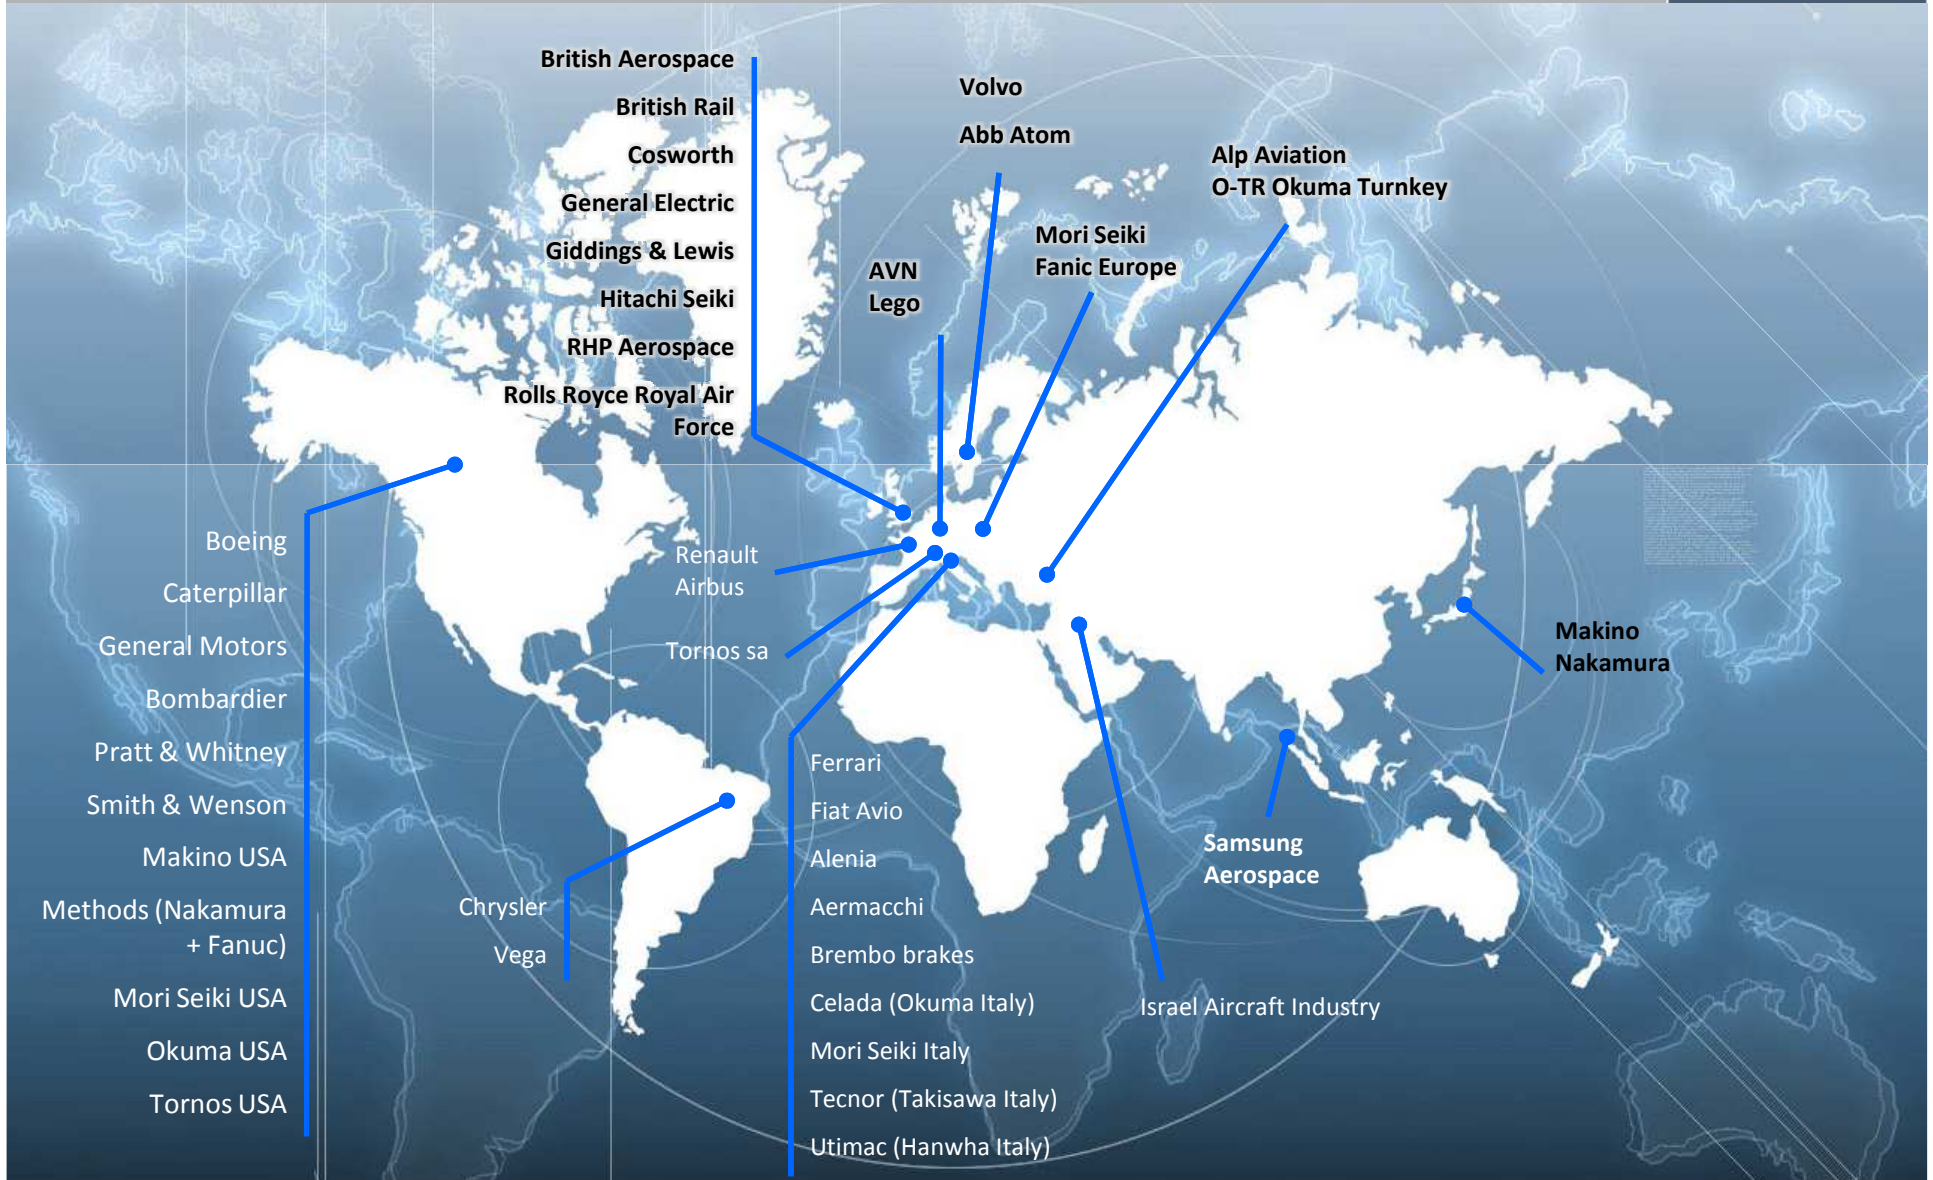 British Aerospace
British Rail
Cosworth
General Electric
Giddings & Lewis
Hitachi Seiki
RHP Aerospace
Rolls Royce Royal Air
Force
Volvo
Abb Atom
Alp Aviation
O-TR Okuma Turnkey
Mori Seiki
Fanic Europe
AVN
Lego
Boeing
Caterpillar
General Motors
Bombardier
Pratt & Whitney
Smith & Wenson
Makino USA
Methods (Nakamura
+ Fanuc)
Mori Seiki USA
Okuma USA
Tornos USA
Renault
Airbus
Tornos sa
Makino
Nakamura
Chrysler
Vega
Ferrari
Fiat Avio
Alenia
Aermacchi
Brembo brakes
Celada (Okuma Italy)
Mori Seiki Italy
Tecnor (Takisawa Italy)
Utimac (Hanwha Italy)
Samsung
Aerospace
Israel Aircraft Industry